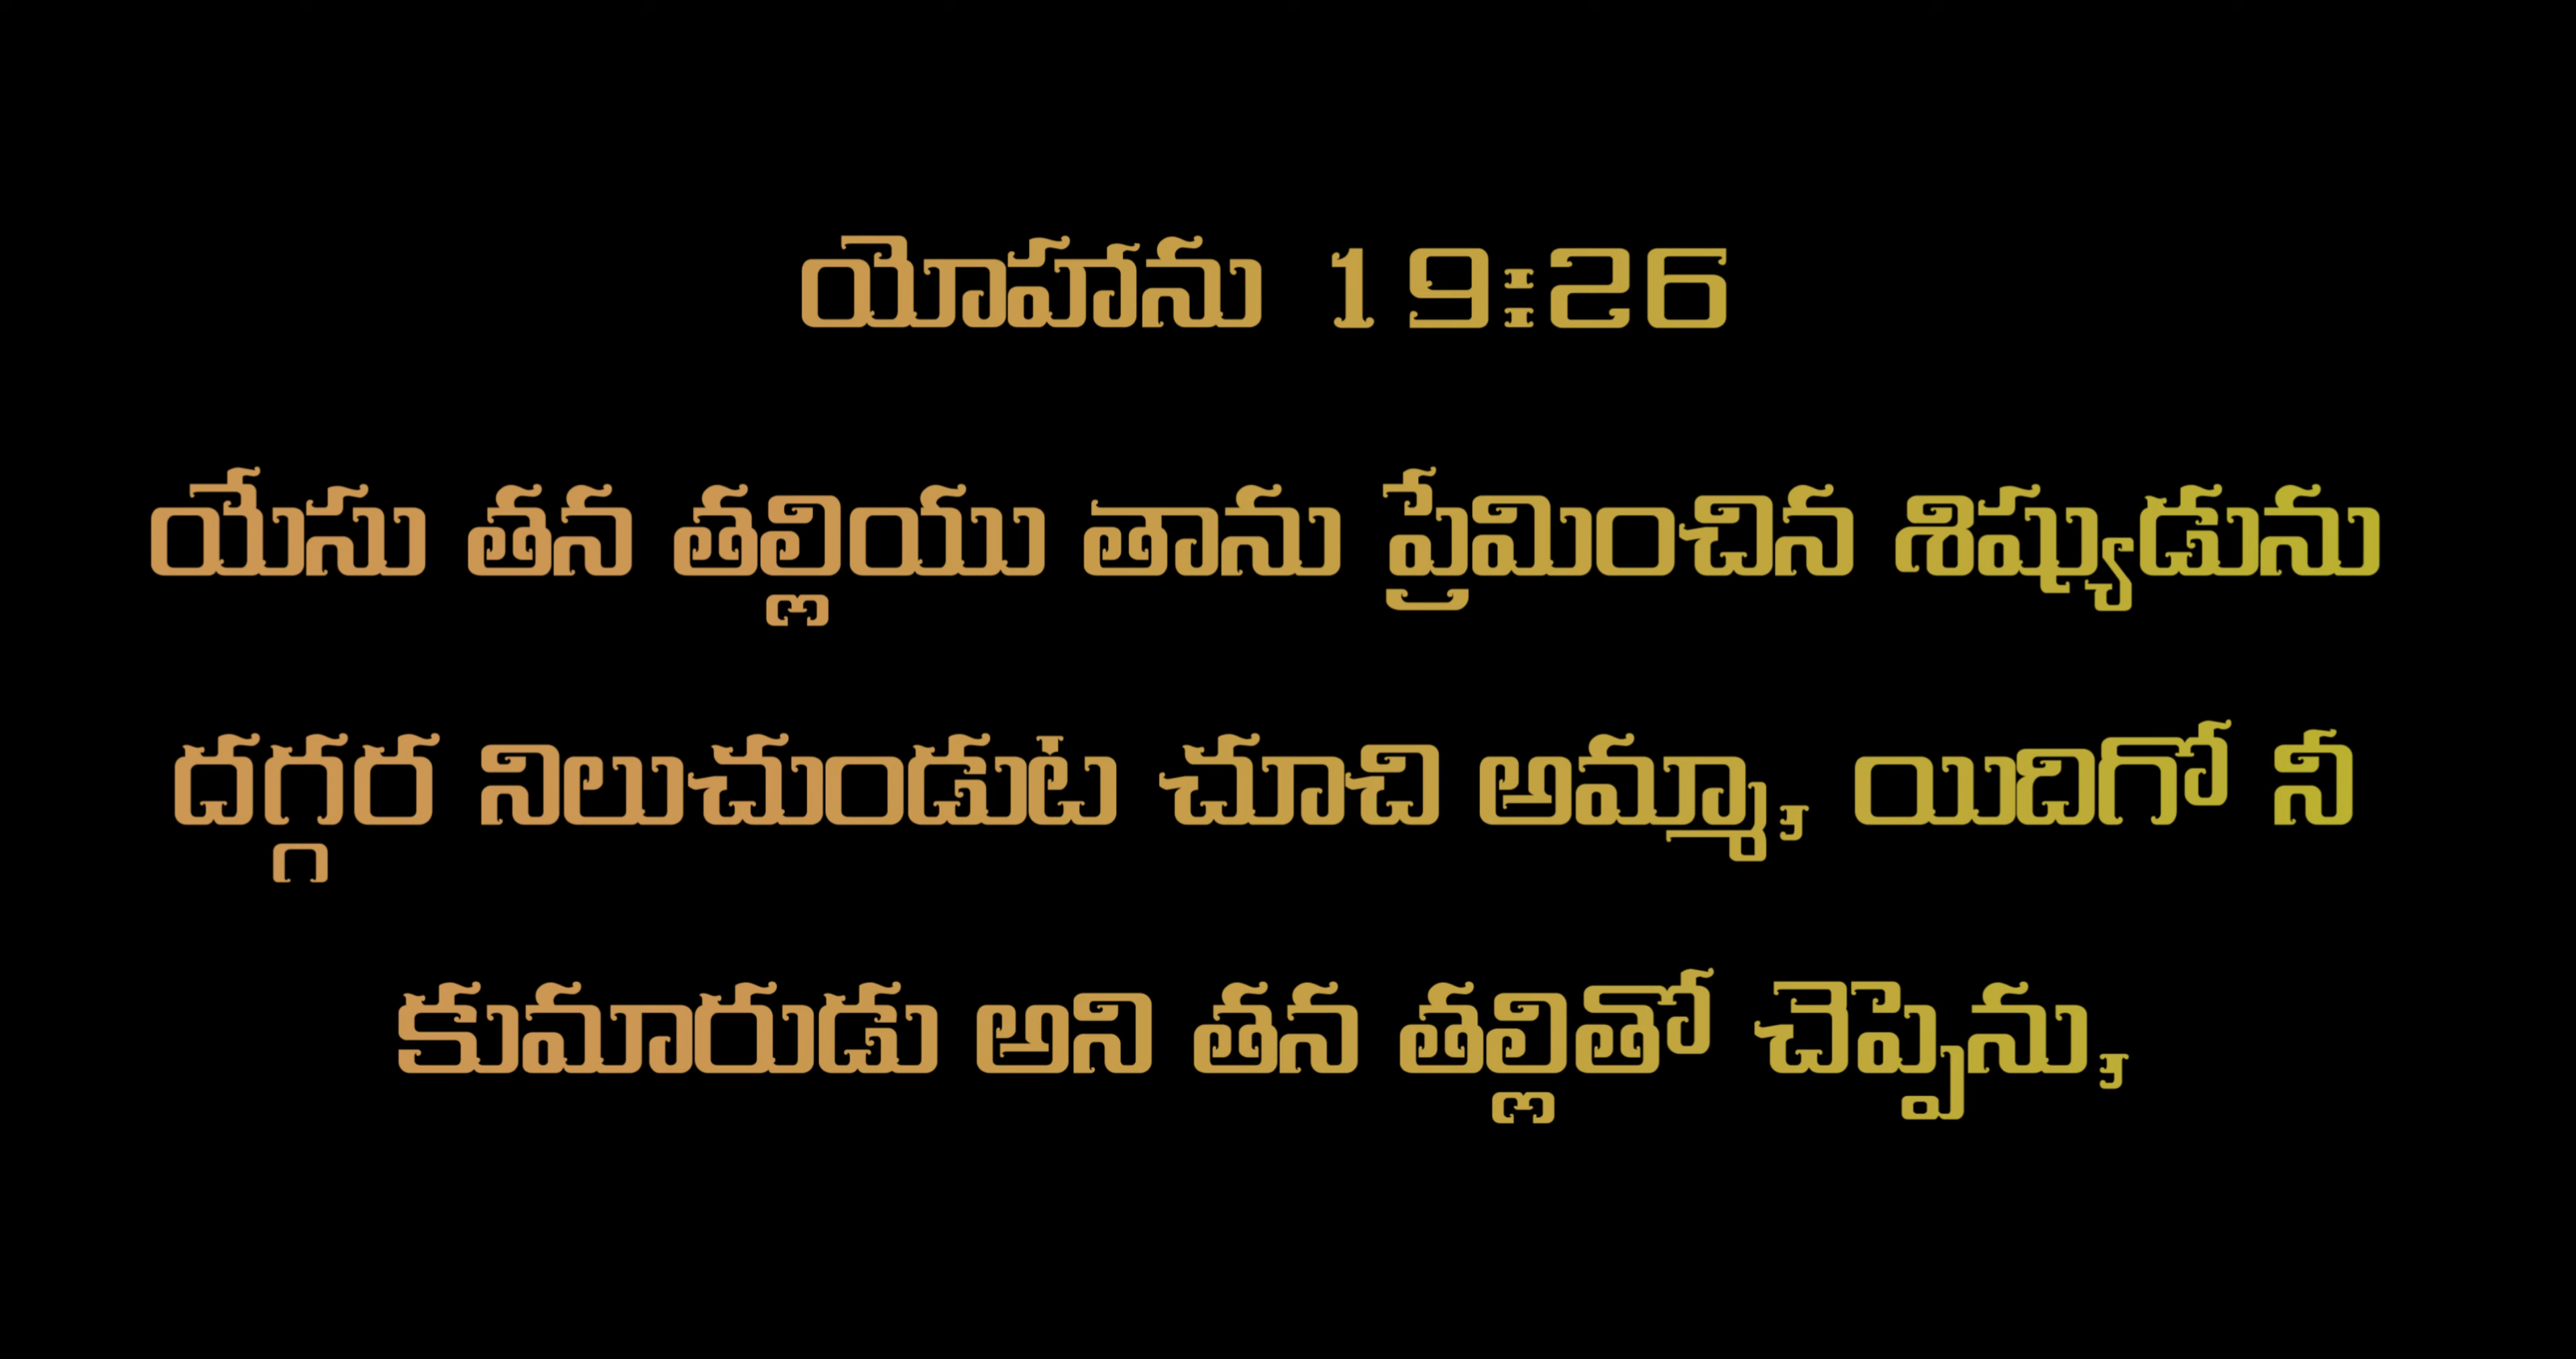 యోహాను 19:26
యేసు తన తల్లియు తాను ప్రేమించిన శిష్యుడును
దగ్గర నిలుచుండుట చూచి అమ్మా, యిదిగో నీ
కుమారుడు అని తన తల్లితో చెప్పెను,